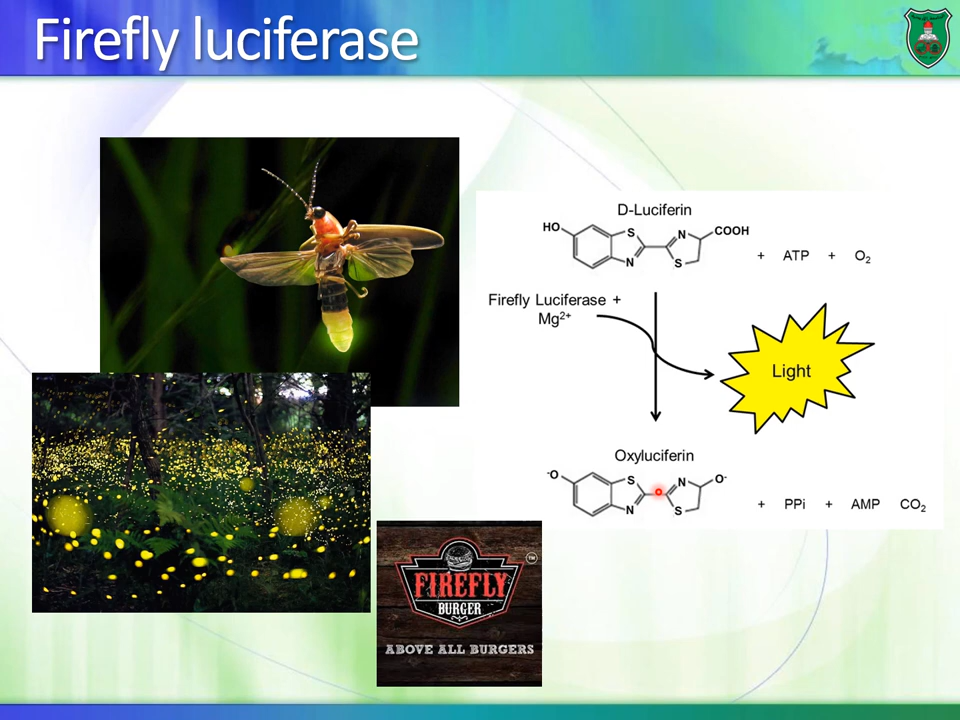 Firefly luciferase
D-Luciferin
HO
S
N
N
S
COOH
+ ATP + O₂
Firefly Luciferase +
Mg²⁺
Light
Oxyluciferin
⁻O
S
N
N
S
O⁻
+ PPi + AMP CO₂
FIREFLY
BURGER
TM
ABOVE ALL BURGERS